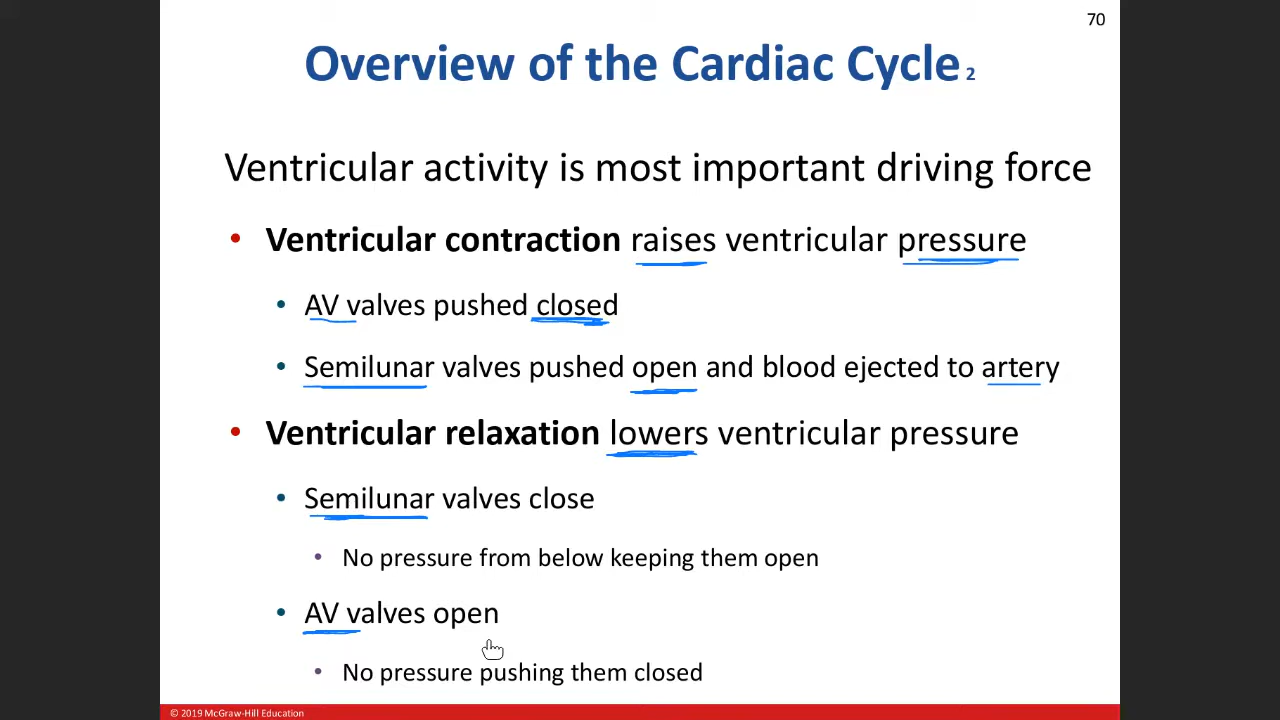 70
Overview of the Cardiac Cycle 2
Ventricular activity is most important driving force
• Ventricular contraction raises ventricular pressure
• AV valves pushed closed
• Semilunar valves pushed open and blood ejected to artery
• Ventricular relaxation lowers ventricular pressure
• Semilunar valves close
• No pressure from below keeping them open
• AV valves open
• No pressure pushing them closed
© 2019 McGraw-Hill Education